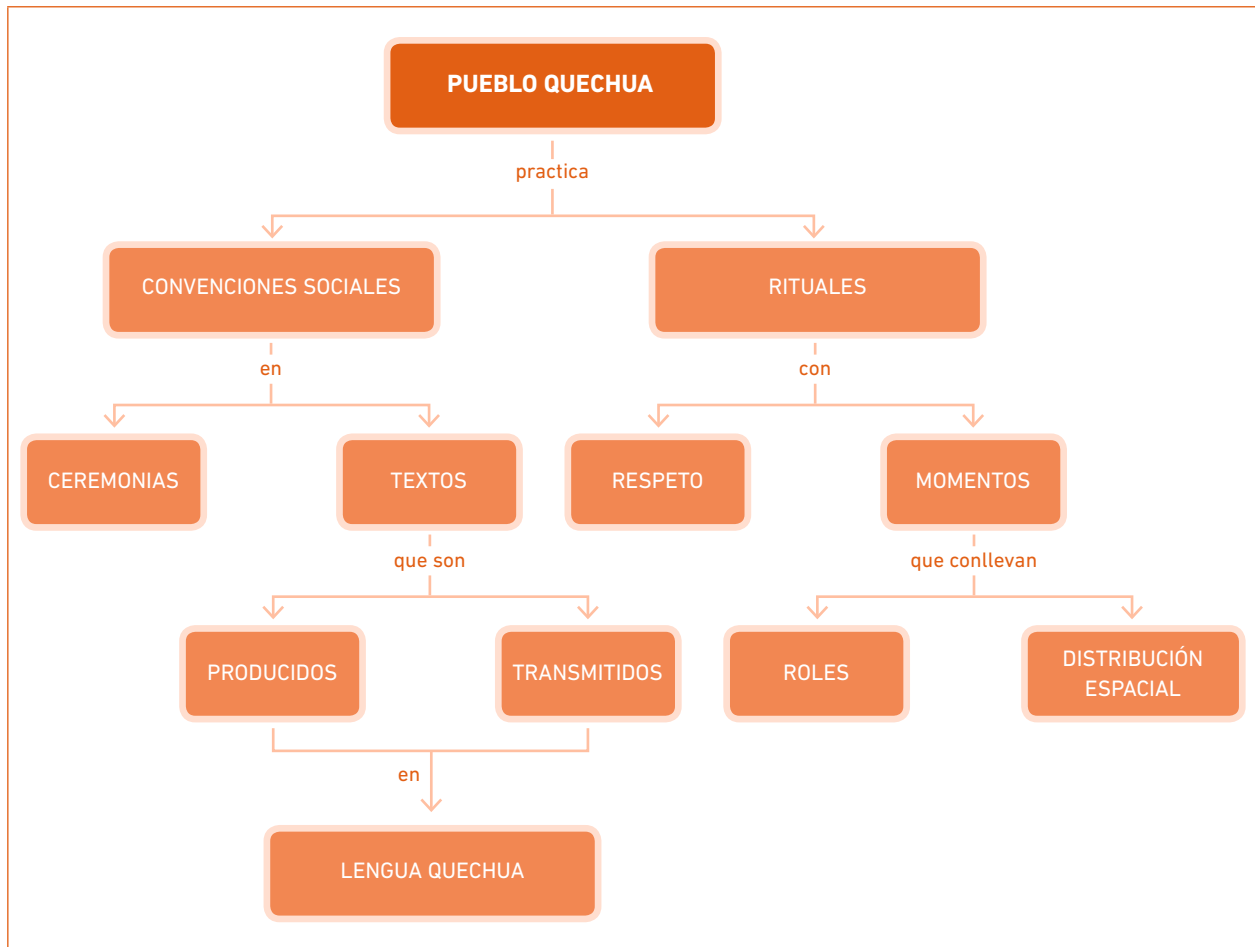 PUEBLO QUECHUA
practica
CONVENCIONES SOCIALES
RITUALES
en
con
CEREMONIAS
TEXTOS
RESPETO
MOMENTOS
que son
que conllevan
PRODUCIDOS
TRANSMITIDOS
ROLES
DISTRIBUCIÓN
ESPACIAL
en
LENGUA QUECHUA